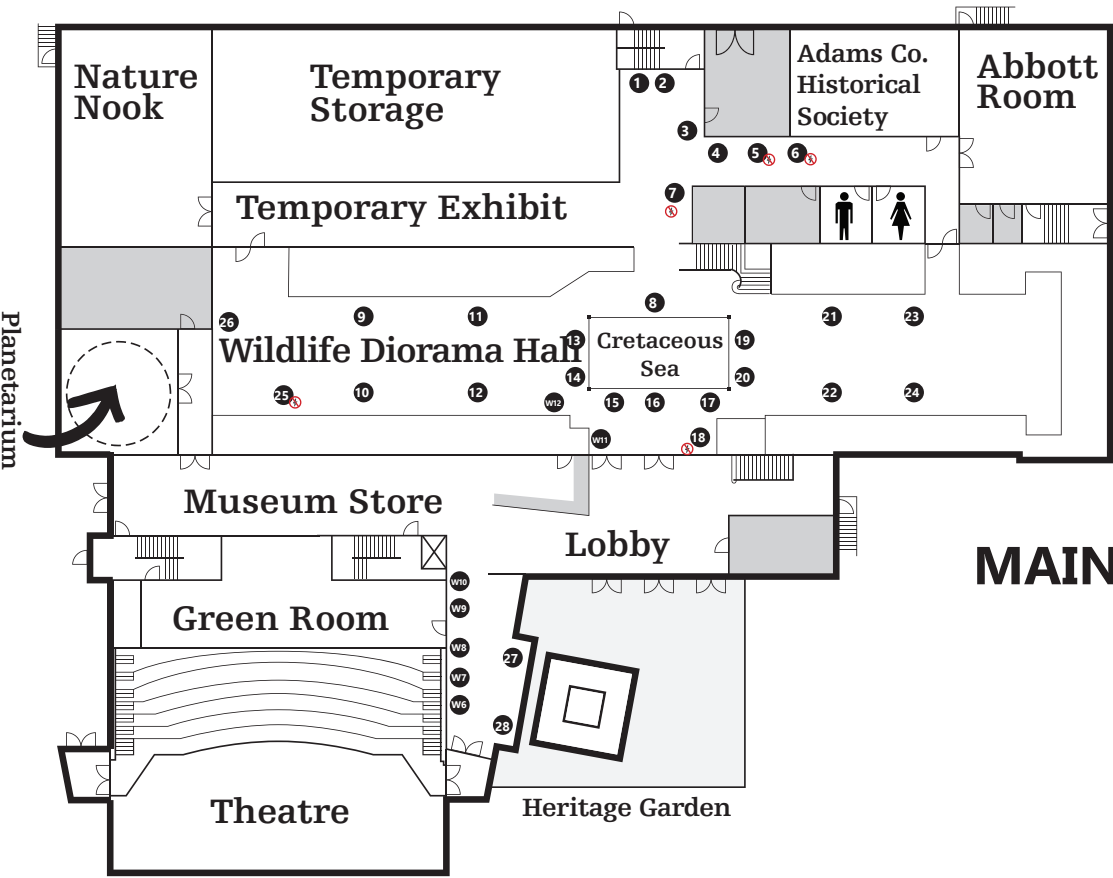 Nature
Nook
Temporary
Storage
Adams Co.
Historical
Society
Abbott
Room
1
2
3
4
5
6
7
Temporary Exhibit
8
9
11
21
23
26
Wildlife Diorama Hall
13
Cretaceous
Sea
19
14
20
25
10
12
W12
15
16
17
22
24
W11
18
Planetarium
Museum Store
Lobby
MAIN
W10
W9
Green Room
W8
27
W7
W6
28
Theatre
Heritage Garden